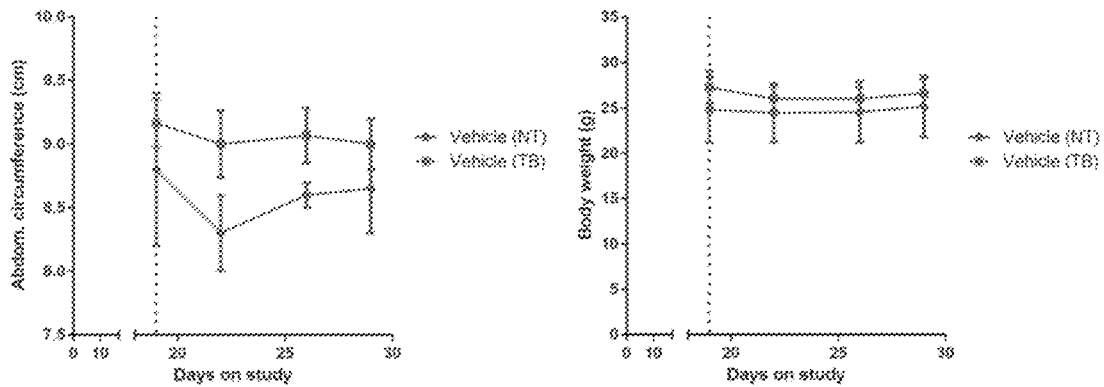 Abdom. circumference (cm)
10.0
9.5
9.0
8.5
8.0
7.5
0 10 20 25 30
Days on study
Vehicle (NT)
Vehicle (TB)
Body weight (g)
35
30
25
20
15
10
5
0
0 10 20 25 30
Days on study
Vehicle (NT)
Vehicle (TB)